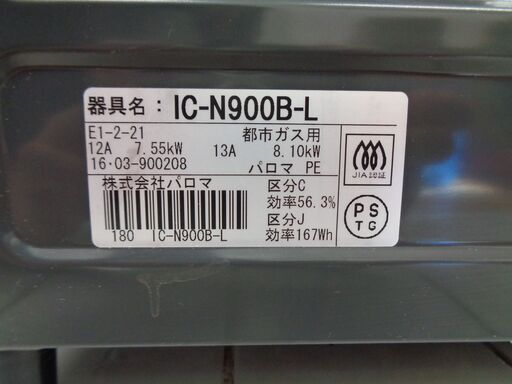 器具名: IC-N900B-L
E1-2-21 都市ガス用
12A 7.55kW 13A 8.10kW
16・03-900208 パロマ PE
株式会社パロマ
180 IC-N900B-L
区分C
効率56.3%
区分J
効率167Wh
JIA認証
PS
TG